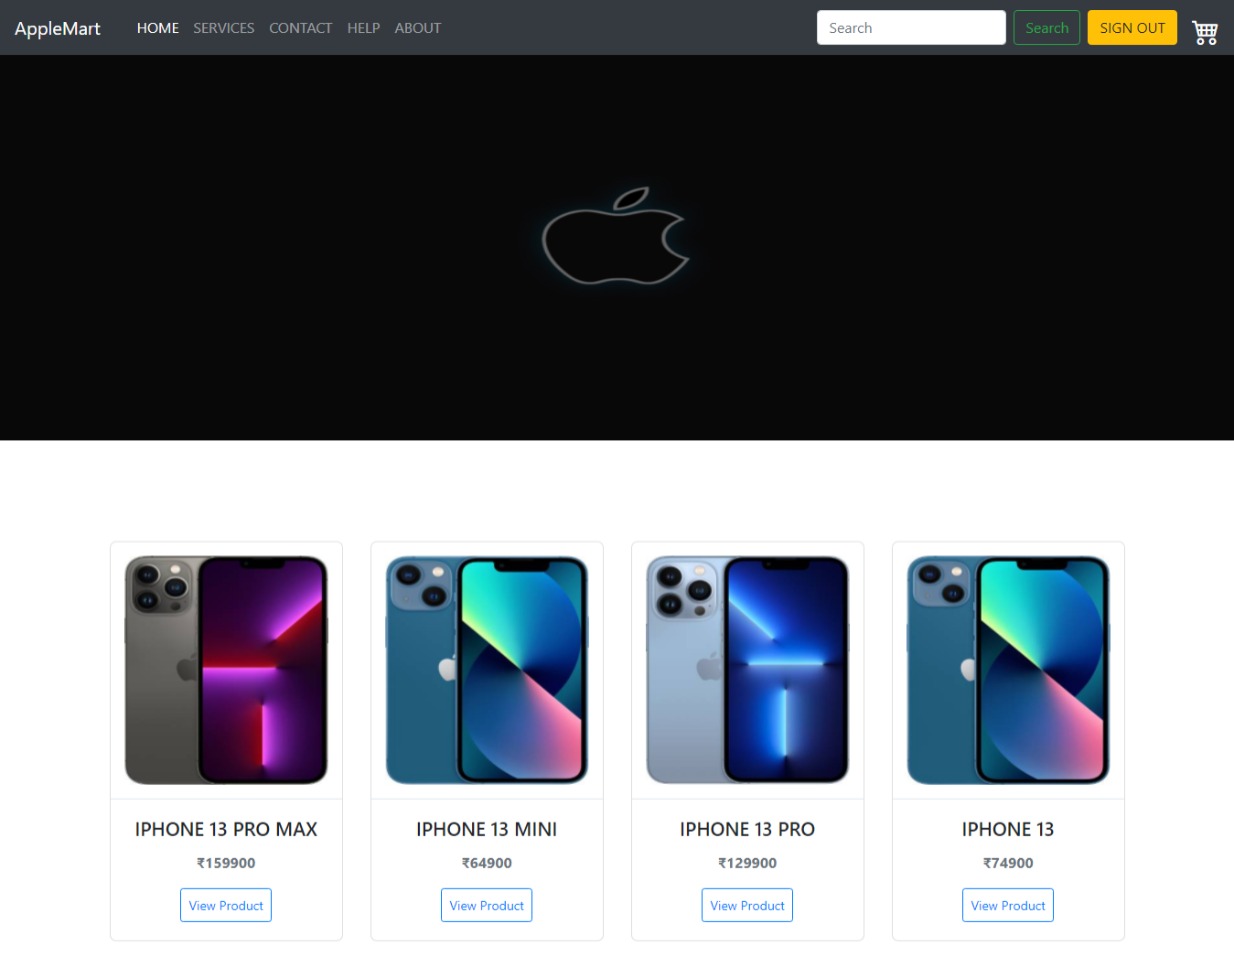 AppleMart HOME SERVICES CONTACT HELP ABOUT Search Search SIGN OUT
IPHONE 13 PRO MAX
₹159900
View Product
IPHONE 13 MINI
₹64900
View Product
IPHONE 13 PRO
₹129900
View Product
IPHONE 13
₹74900
View Product